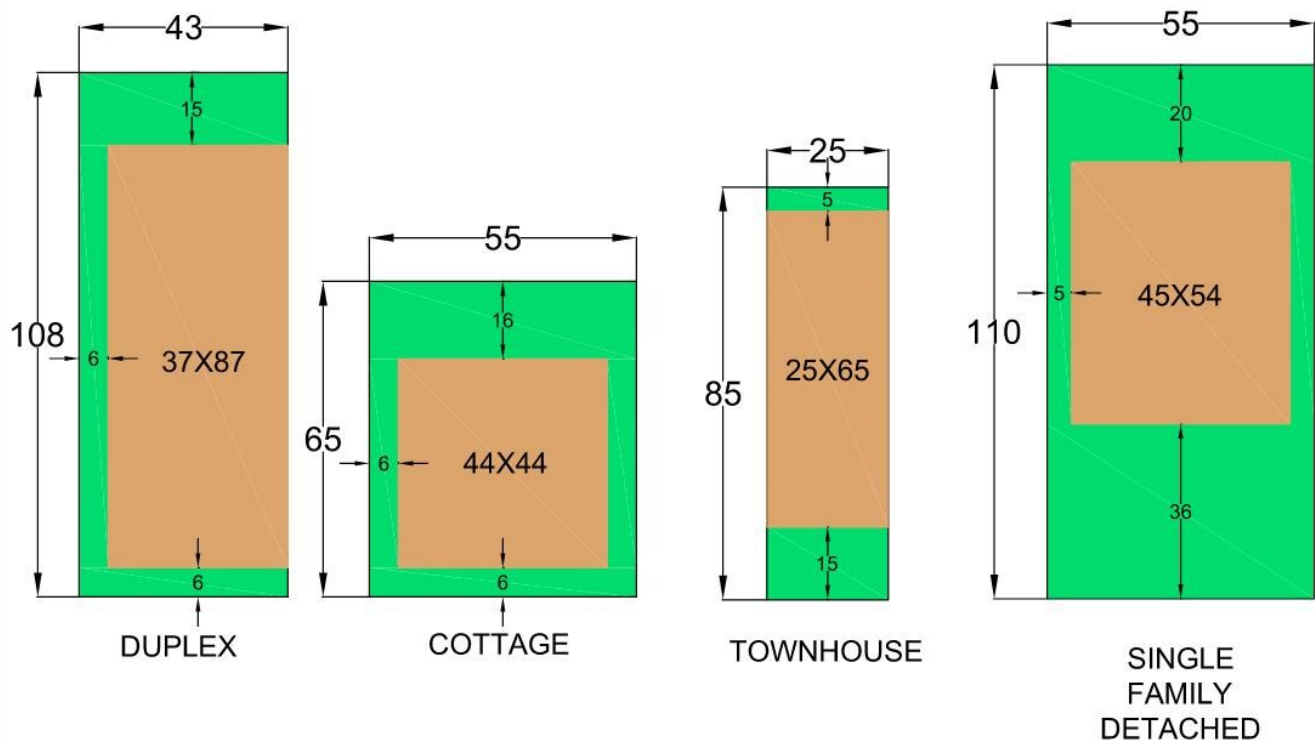 43
108
15
6
37X87
6
DUPLEX
55
65
16
6
44X44
6
COTTAGE
25
85
5
25X65
15
TOWNHOUSE
55
110
20
5
45X54
36
SINGLE
FAMILY
DETACHED